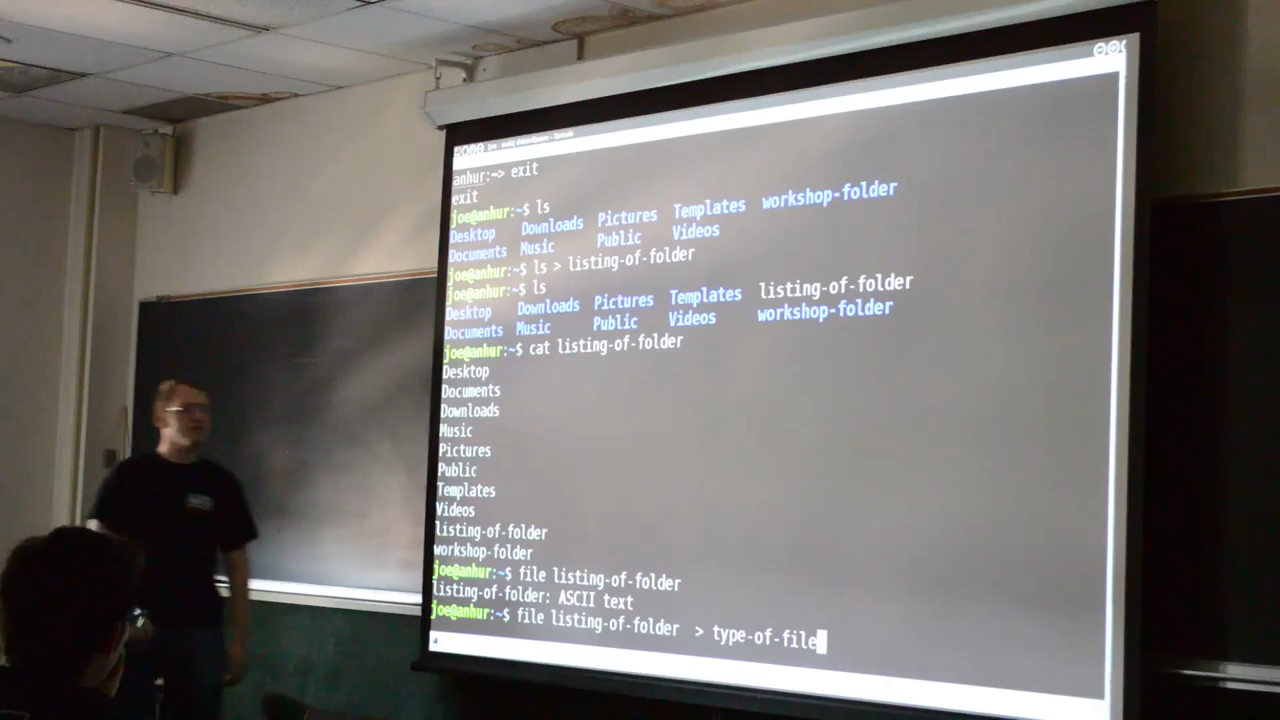 anhur:~> exit
exit
joe@anhur:~$ ls
Desktop Downloads Pictures Templates workshop-folder
Documents Music Public Videos
joe@anhur:~$ ls > listing-of-folder
joe@anhur:~$ ls
Desktop Downloads Pictures Templates listing-of-folder
Documents Music Public Videos workshop-folder
joe@anhur:~$ cat listing-of-folder
Desktop
Documents
Downloads
Music
Pictures
Public
Templates
Videos
listing-of-folder
workshop-folder
joe@anhur:~$ file listing-of-folder
listing-of-folder: ASCII text
joe@anhur:~$ file listing-of-folder > type-of-file